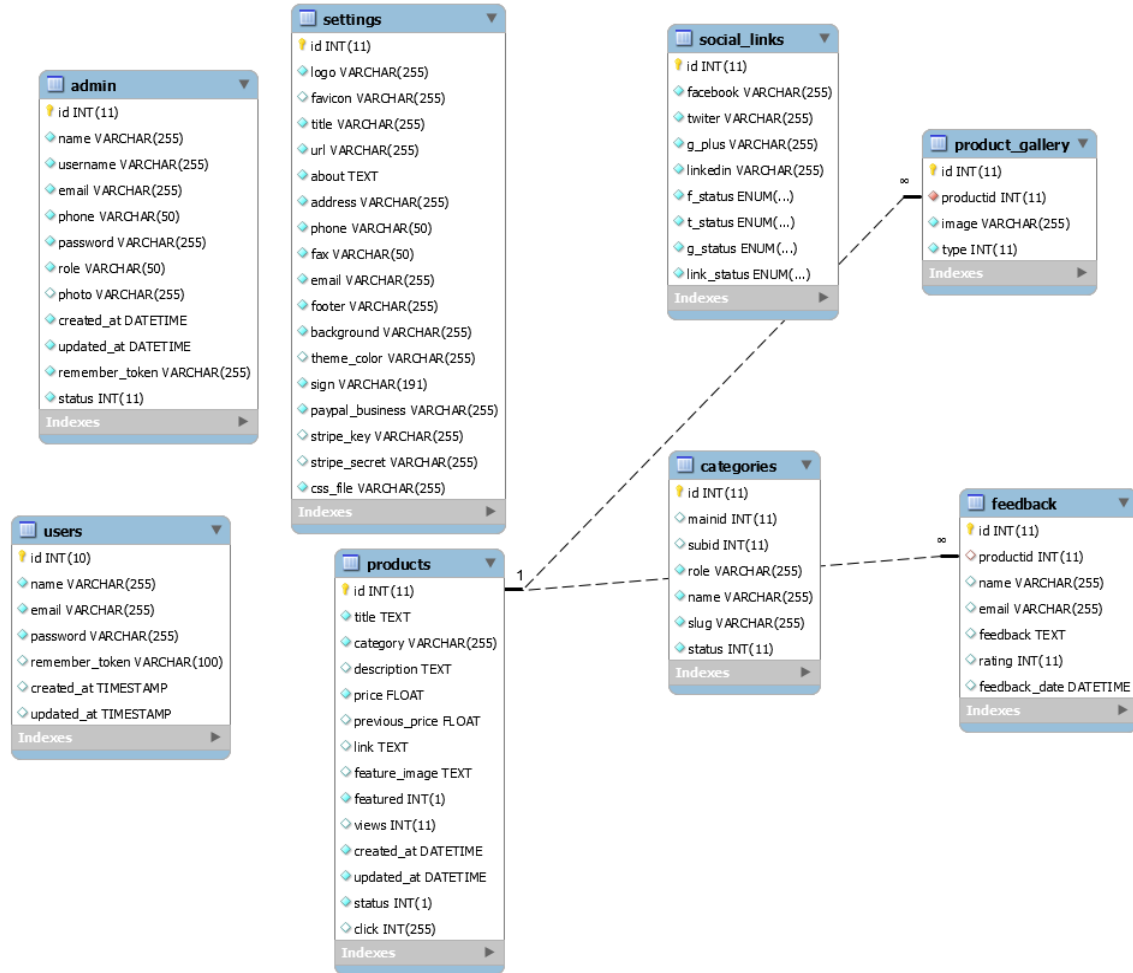 admin
id INT(11)
name VARCHAR(255)
username VARCHAR(255)
email VARCHAR(255)
phone VARCHAR(50)
password VARCHAR(255)
role VARCHAR(50)
photo VARCHAR(255)
created_at DATETIME
updated_at DATETIME
remember_token VARCHAR(255)
status INT(11)
Indexes
settings
id INT(11)
logo VARCHAR(255)
favicon VARCHAR(255)
title VARCHAR(255)
url VARCHAR(255)
about TEXT
address VARCHAR(255)
phone VARCHAR(50)
fax VARCHAR(50)
email VARCHAR(255)
footer VARCHAR(255)
background VARCHAR(255)
theme_color VARCHAR(255)
sign VARCHAR(191)
paypal_business VARCHAR(255)
stripe_key VARCHAR(255)
stripe_secret VARCHAR(255)
css_file VARCHAR(255)
Indexes
social_links
id INT(11)
facebook VARCHAR(255)
twiter VARCHAR(255)
g_plus VARCHAR(255)
linkedin VARCHAR(255)
f_status ENUM(...)
t_status ENUM(...)
g_status ENUM(...)
link_status ENUM(...)
Indexes
product_gallery
id INT(11)
productid INT(11)
image VARCHAR(255)
type INT(11)
Indexes
∞
users
id INT(10)
name VARCHAR(255)
email VARCHAR(255)
password VARCHAR(255)
remember_token VARCHAR(100)
created_at TIMESTAMP
updated_at TIMESTAMP
Indexes
products
id INT(11)
title TEXT
category VARCHAR(255)
description TEXT
price FLOAT
previous_price FLOAT
link TEXT
feature_image TEXT
featured INT(1)
views INT(11)
created_at DATETIME
updated_at DATETIME
status INT(1)
click INT(255)
Indexes
1
categories
id INT(11)
mainid INT(11)
subid INT(11)
role VARCHAR(255)
name VARCHAR(255)
slug VARCHAR(255)
status INT(11)
Indexes
∞
feedback
id INT(11)
productid INT(11)
name VARCHAR(255)
email VARCHAR(255)
feedback TEXT
rating INT(11)
feedback_date DATETIME
Indexes